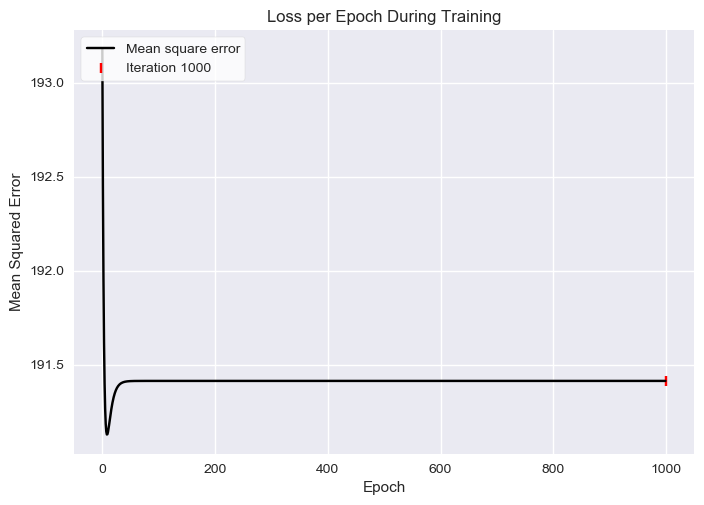 Loss per Epoch During Training
Mean square error
Iteration 1000
193.0
192.5
192.0
191.5
Mean Squared Error
0 200 400 600 800 1000
Epoch